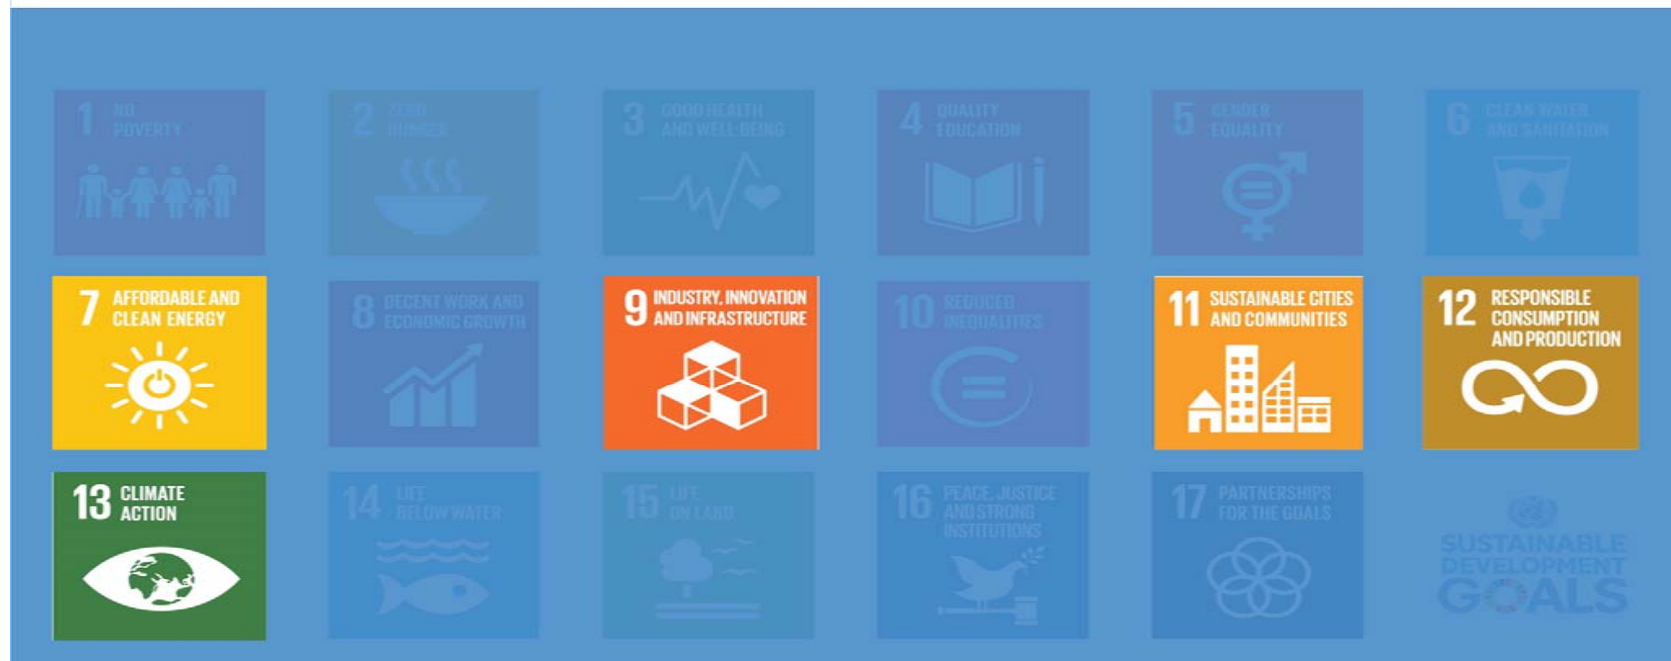 1 NO
POVERTY
2 ZERO
HUNGER
3 GOOD HEALTH
AND WELL-BEING
4 QUALITY
EDUCATION
5 GENDER
EQUALITY
6 CLEAN WATER
AND SANITATION
7 AFFORDABLE AND
CLEAN ENERGY
8 DECENT WORK AND
ECONOMIC GROWTH
9 INDUSTRY, INNOVATION
AND INFRASTRUCTURE
10 REDUCED
INEQUALITIES
11 SUSTAINABLE CITIES
AND COMMUNITIES
12 RESPONSIBLE
CONSUMPTION
AND PRODUCTION
13 CLIMATE
ACTION
14 LIFE
BELOW WATER
15 LIFE
ON LAND
16 PEACE, JUSTICE
AND STRONG
INSTITUTIONS
17 PARTNERSHIPS
FOR THE GOALS
SUSTAINABLE
DEVELOPMENT
GOALS